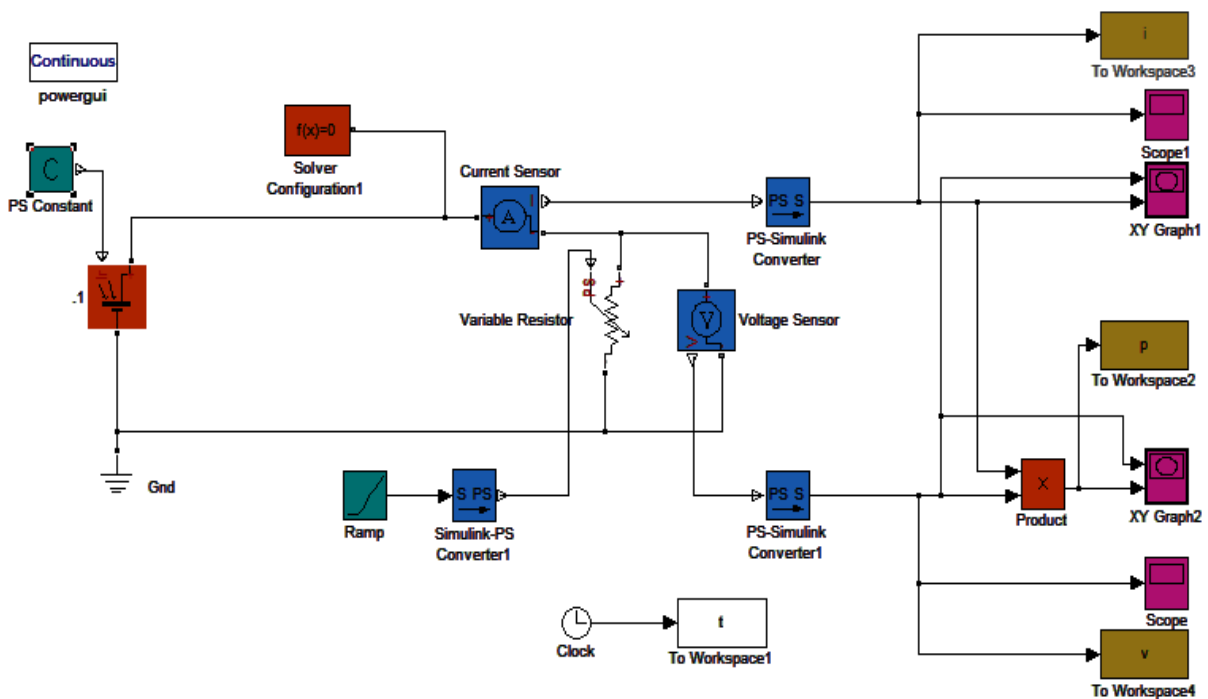 i
To Workspace3
Continuous
powergui
f(x)=0
Solver
Configuration1
Scope1
C
PS Constant
Current Sensor
A
I
+
-
PS S
PS-Simulink
Converter
XY Graph1
Ir
+
.1
PS
+
Variable Resistor
+
V
V
-
Voltage Sensor
p
To Workspace2
Gnd
Ramp
S PS
Simulink-PS
Converter1
PS S
PS-Simulink
Converter1
X
Product
XY Graph2
Scope
Clock
t
To Workspace1
v
To Workspace4